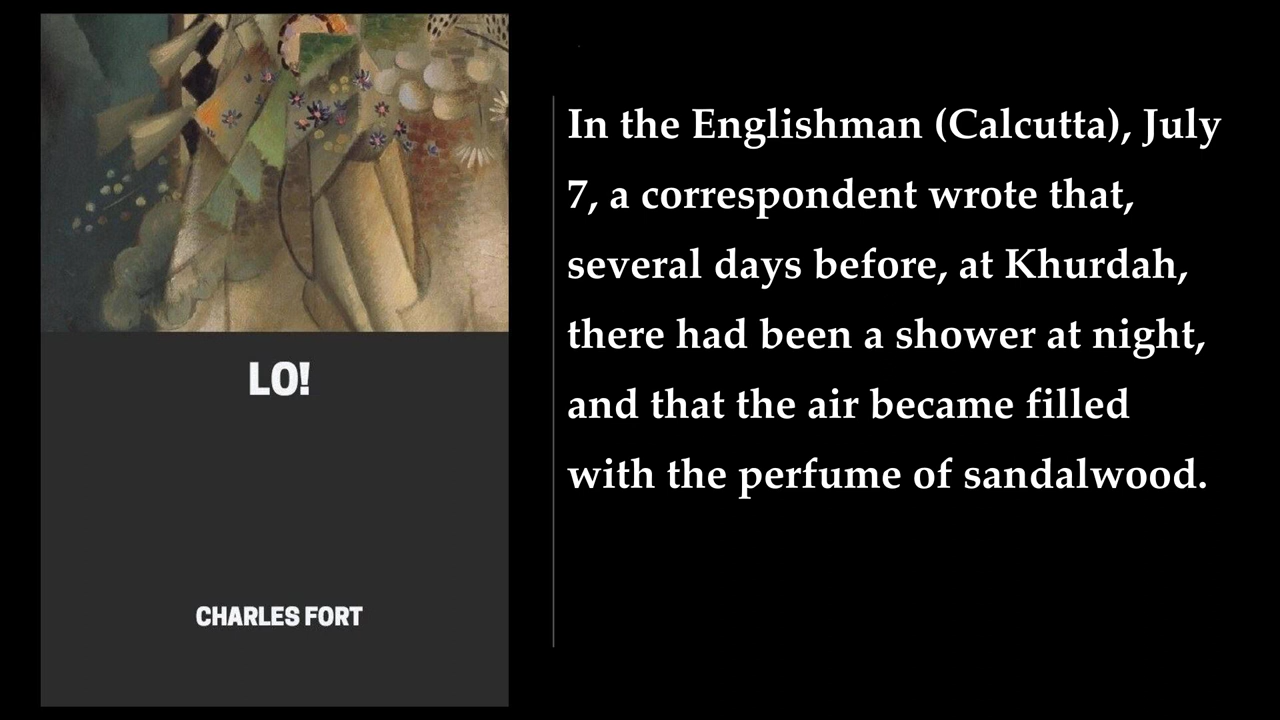 LO!
CHARLES FORT
In the Englishman (Calcutta), July
7, a correspondent wrote that,
several days before, at Khurdah,
there had been a shower at night,
and that the air became filled
with the perfume of sandalwood.